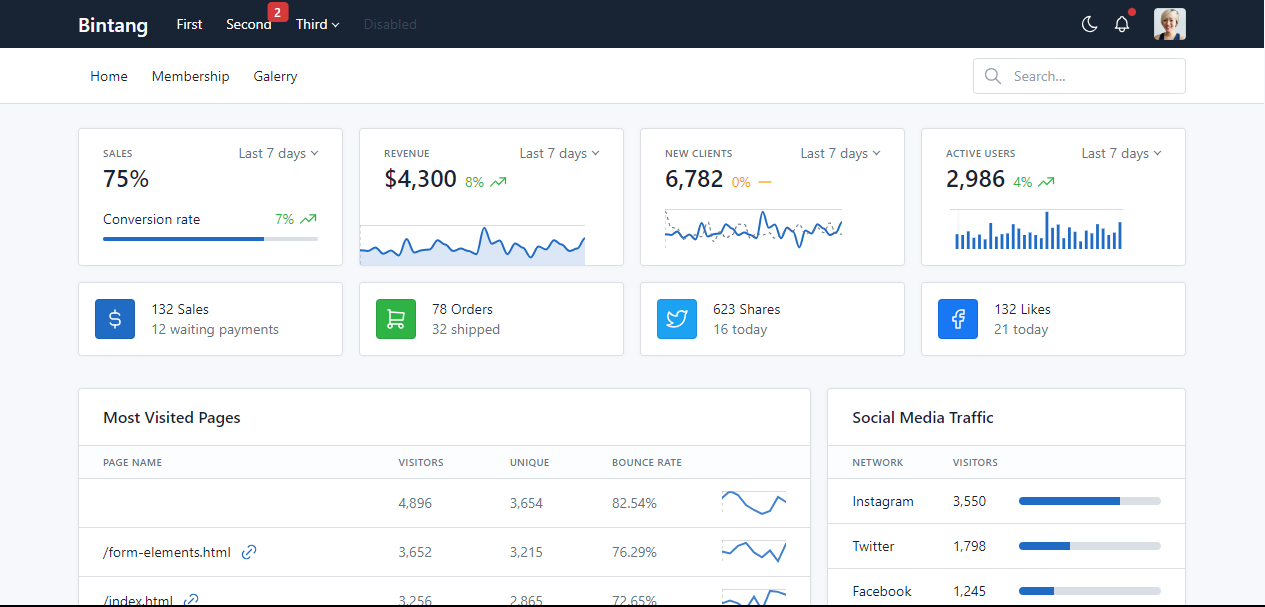 Bintang First Second 2 Third Disabled
Home Membership Galerry Search...
SALES Last 7 days
75%
Conversion rate 7%
REVENUE Last 7 days
$4,300 8%
NEW CLIENTS Last 7 days
6,782 0%
ACTIVE USERS Last 7 days
2,986 4%
132 Sales
12 waiting payments
78 Orders
32 shipped
623 Shares
16 today
132 Likes
21 today
Most Visited Pages
PAGE NAME VISITORS UNIQUE BOUNCE RATE
4,896 3,654 82.54%
/form-elements.html 3,652 3,215 76.29%
/index.html 3,256 2,865 72.65%
Social Media Traffic
NETWORK VISITORS
Instagram 3,550
Twitter 1,798
Facebook 1,245